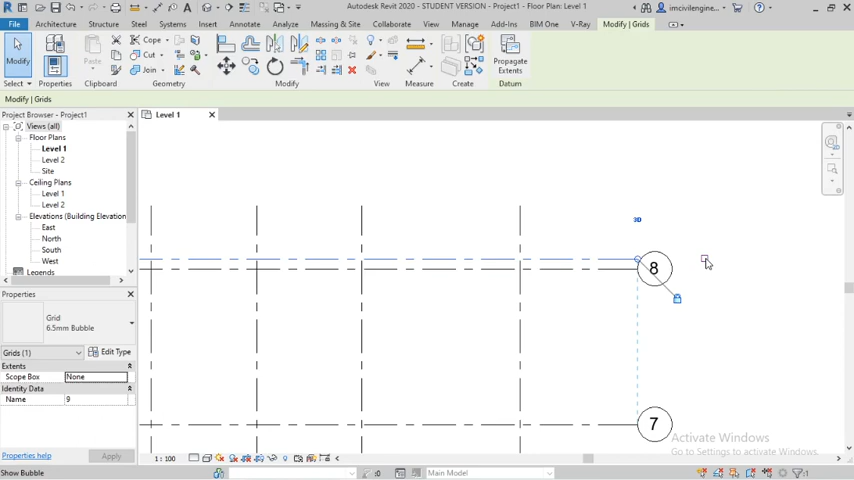 Autodesk Revit 2020 - STUDENT VERSION - Project1 - Floor Plan: Level 1
imcivilengine...
File Architecture Structure Steel Systems Insert Annotate Analyze Massing & Site Collaborate View Manage Add-Ins BIM One V-Ray Modify | Grids
Modify
Paste
Cope
Cut
Join
Propagate
Extents
Select Properties Clipboard Geometry Modify View Measure Create Datum
Modify | Grids
Project Browser - Project1
Level 1
Views (all)
Floor Plans
Level 1
Level 2
Site
Ceiling Plans
Level 1
Level 2
Elevations (Building Elevation
East
North
South
West
Legends
3D
8
7
Properties
Grid
6.5mm Bubble
Grids (1)
Edit Type
Extents
Scope Box None
Identity Data
Name 9
Properties help
Apply
Activate Windows
Go to Settings to activate Windows.
1 : 100
Show Bubble
:0
Main Model
:1